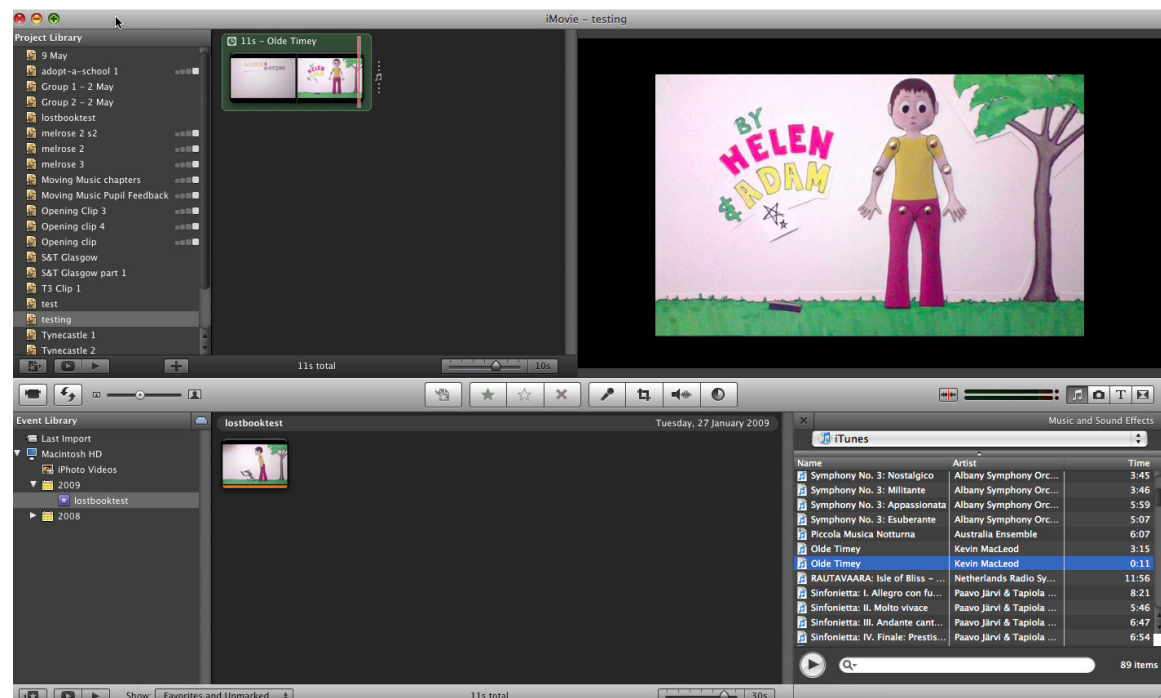 iMovie – testing
Project Library
9 May
adopt-a-school 1
Group 1 – 2 May
Group 2 – 2 May
lostbooktest
melrose 2 s2
melrose 2
melrose 3
Moving Music chapters
Moving Music Pupil Feedback
Opening Clip 3
Opening clip 4
Opening clip
S&T Glasgow
S&T Glasgow part 1
T3 Clip 1
test
testing
Tynecastle 1
Tynecastle 2
11s – Olde Timey
BY
HELEN
& ADAM
11s total
10s
T
Event Library
Last Import
Macintosh HD
iPhoto Videos
2009
lostbooktest
2008
lostbooktest
Tuesday, 27 January 2009
Music and Sound Effects
iTunes
Name Artist Time
Symphony No. 3: Nostalgico Albany Symphony Orc... 3:45
Symphony No. 3: Militante Albany Symphony Orc... 3:46
Symphony No. 3: Appassionata Albany Symphony Orc... 5:59
Symphony No. 3: Esuberante Albany Symphony Orc... 5:07
Piccola Musica Notturna Australia Ensemble 6:07
Olde Timey Kevin MacLeod 3:15
Olde Timey Kevin MacLeod 0:11
RAUTAVAARA: Isle of Bliss – ... Netherlands Radio Sy... 11:56
Sinfonietta: I. Allegro con fu... Paavo Järvi & Tapiola ... 8:21
Sinfonietta: II. Molto vivace Paavo Järvi & Tapiola ... 5:46
Sinfonietta: III. Andante cant... Paavo Järvi & Tapiola ... 6:47
Sinfonietta: IV. Finale: Prestis... Paavo Järvi & Tapiola ... 6:54
89 items
Show: Favorites and Unmarked
11s total
30s